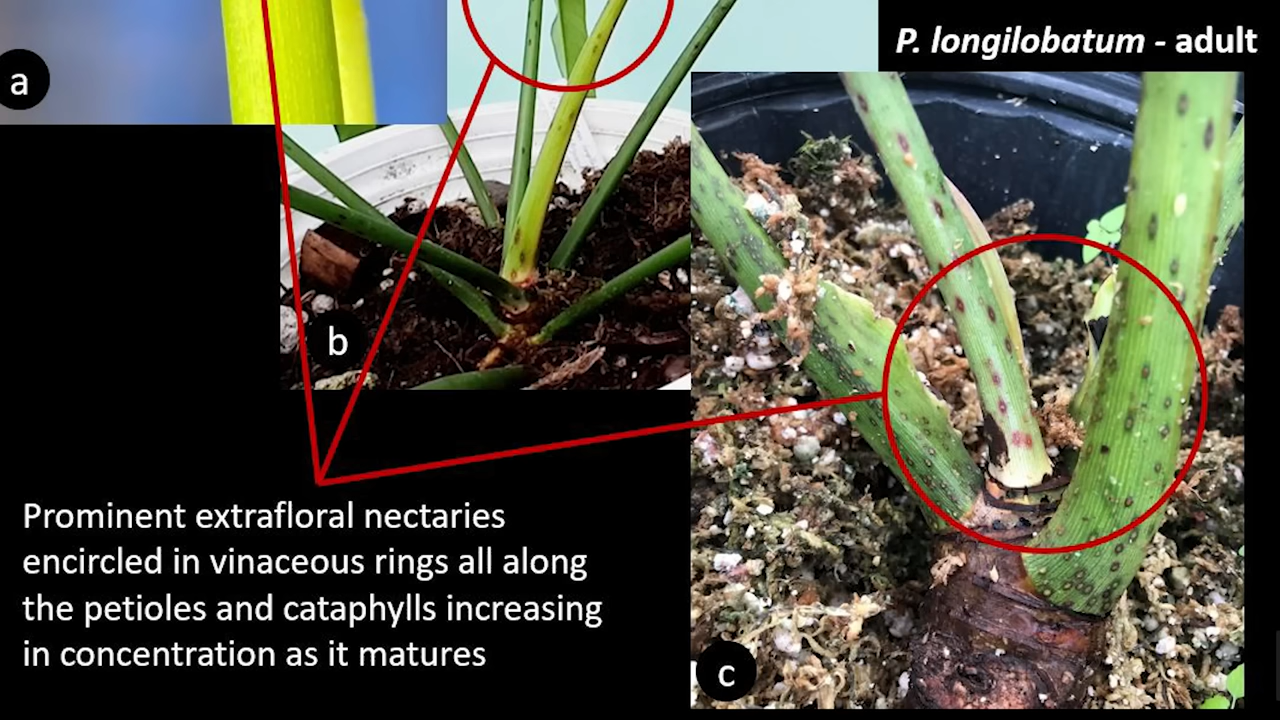 P. longilobatum - adult
a
b
Prominent extrafloral nectaries
encircled in vinaceous rings all along
the petioles and cataphylls increasing
in concentration as it matures
c